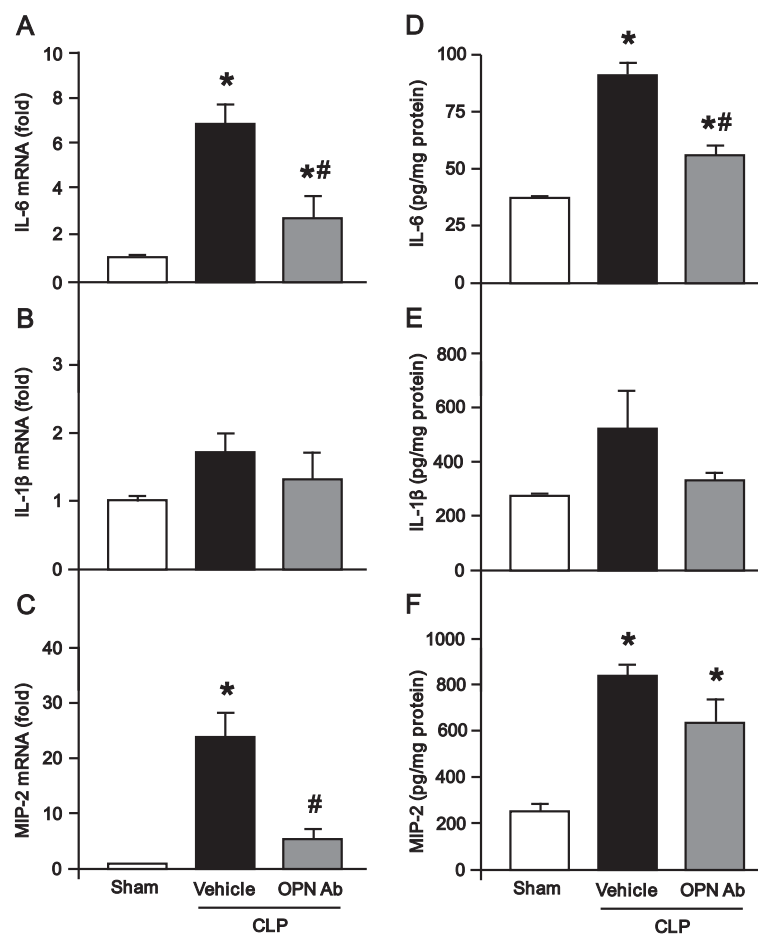 A
IL-6 mRNA (fold)
10
8
6
4
2
0
*
*#
B
IL-1β mRNA (fold)
3
2
1
0
C
MIP-2 mRNA (fold)
40
30
20
10
0
*
#
Sham
Vehicle
OPN Ab
CLP
D
IL-6 (pg/mg protein)
100
75
50
25
0
*
*#
E
IL-1β (pg/mg protein)
800
600
400
200
0
F
MIP-2 (pg/mg protein)
1000
800
600
400
200
0
*
*
Sham
Vehicle
OPN Ab
CLP